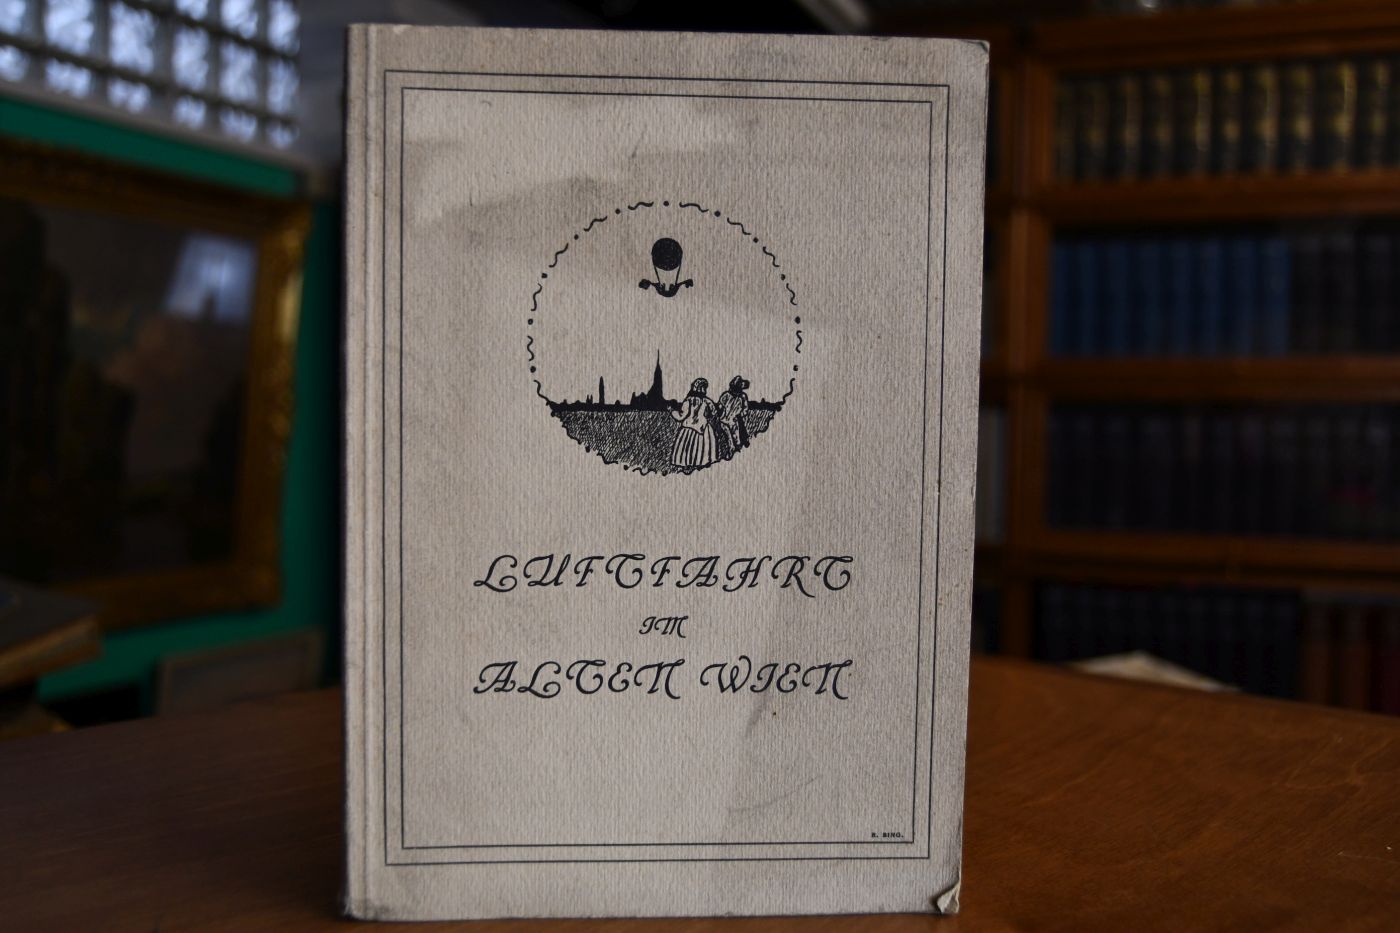 LUFTFAHRT
IM
ALTEN WIEN
R. BING.